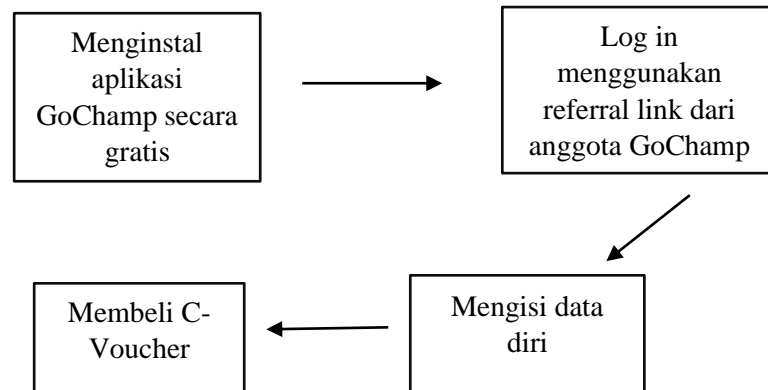 Menginstal
aplikasi
GoChamp secara
gratis
Log in
menggunakan
referral link dari
anggota GoChamp
Mengisi data
diri
Membeli C-
Voucher